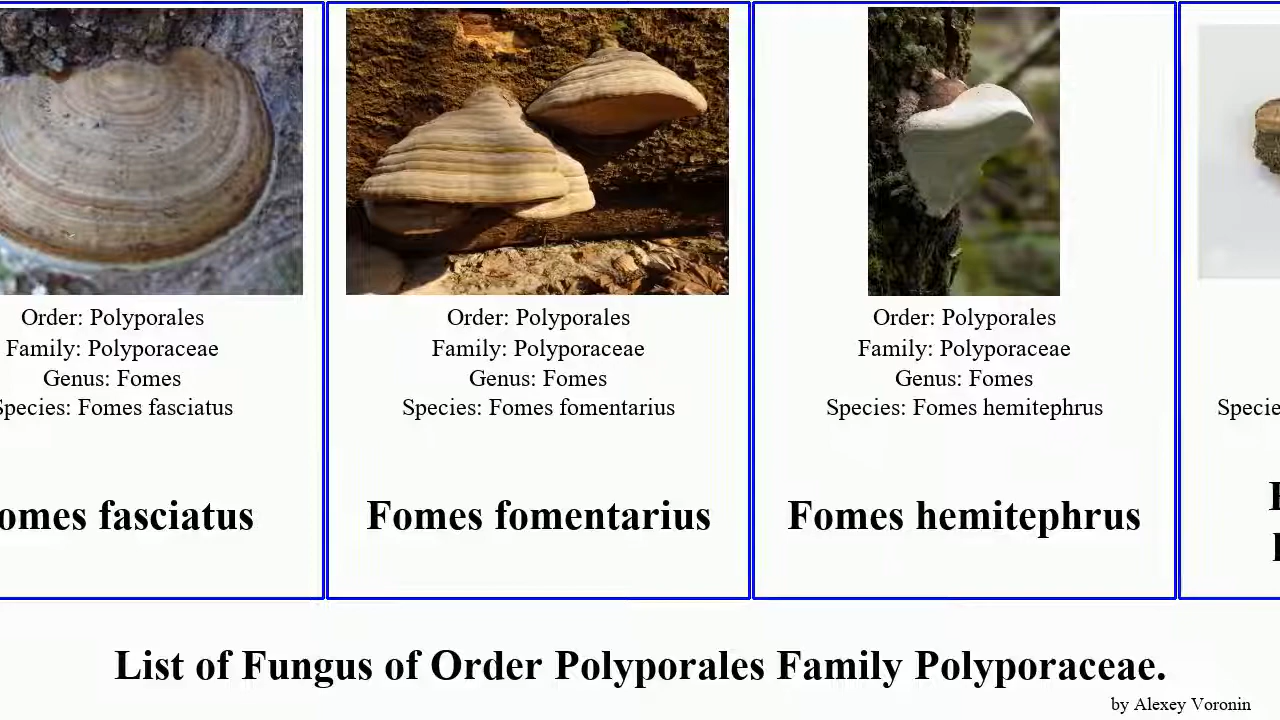 Order: Polyporales
Family: Polyporaceae
Genus: Fomes
Species: Fomes fasciatus
omes fasciatus
Order: Polyporales
Family: Polyporaceae
Genus: Fomes
Species: Fomes fomentarius
Fomes fomentarius
Order: Polyporales
Family: Polyporaceae
Genus: Fomes
Species: Fomes hemitephrus
Fomes hemitephrus
Specie
List of Fungus of Order Polyporales Family Polyporaceae.
by Alexey Voronin